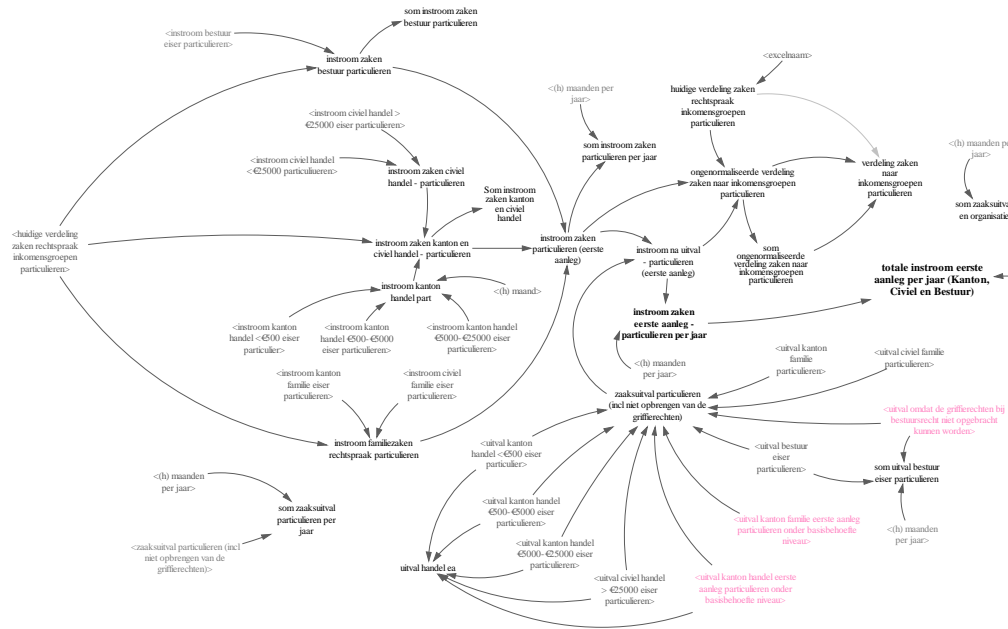 som instroom zaken
bestuur particulieren
<instroom bestuur
eiser particulieren>
instroom zaken
bestuur particulieren
<excelnaam>
huidige verdeling zaken
rechtspraak
inkomensgroepen
particulieren
<(h) maanden per
jaar>
<instroom civiel handel >
€25000 eiser particulieren>
<instroom civiel handel
<€25000 particuliueren>
instroom zaken civiel
handel - particulieren
som instroom zaken
particulieren per jaar
<(h) maanden per
jaar>
ongenormaliseerde verdeling
zaken naar inkomensgroepen
particulieren
verdeling zaken
naar
inkomensgroepen
particulieren
Som instroom
zaken kanton
en civiel
handel
som zaaksuitval
en organisatie
<huidige verdeling
zaken rechtspraak
inkomensgroepen
particulieren>
instroom zaken kanton en
civiel handel - particulieren
instroom zaken
particulieren (eerste
aanleg)
instroom na uitval
- particulieren
(eerste aanleg)
som
ongenormaliseerde
verdeling zaken naar
inkomensgroepen
particulieren
totale instroom eerste
aanleg per jaar (Kanton,
Civiel en Bestuur)
instroom kanton
handel part
<(h) maand>
<instroom kanton
handel <€500 eiser
particulier>
<instroom kanton
handel €500-€5000
eiser particulieren>
<instroom kanton handel
€5000-€25000 eiser
particulieren>
instroom zaken
eerste aanleg -
particulieren per jaar
<(h) maanden
per jaar>
<instroom kanton
familie eiser
particulieren>
<instroom civiel
familie eiser
particulieren>
<uitval kanton
familie
particulieren>
<uitval civiel familie
particulieren>
zaaksuitval particulieren
(incl niet opbrengen van de
griffierechten)
<uitval omdat de griffierechten bij
bestuursrecht niet opgebracht
kunnen worden>
instroom familiezaken
rechtspraak particulieren
<uitval kanton
handel <€500 eiser
particulier>
<uitval bestuur
eiser
particulieren>
som uitval bestuur
eiser particulieren
<(h) maanden
per jaar>
som zaaksuitval
particulieren per
jaar
<uitval kanton handel
€500-€5000 eiser
particulieren>
<uitval kanton familie eerste aanleg
particulieren onder basisbehoefte
niveau>
<(h) maanden
per jaar>
<zaaksuitval particulieren (incl
niet opbrengen van de
griffierechten)>
<uitval kanton handel
€5000-€25000 eiser
particulieren>
uitval handel ea
<uitval civiel handel
> €25000 eiser
particulieren>
<uitval kanton handel eerste
aanleg particulieren onder
basisbehoefte niveau>